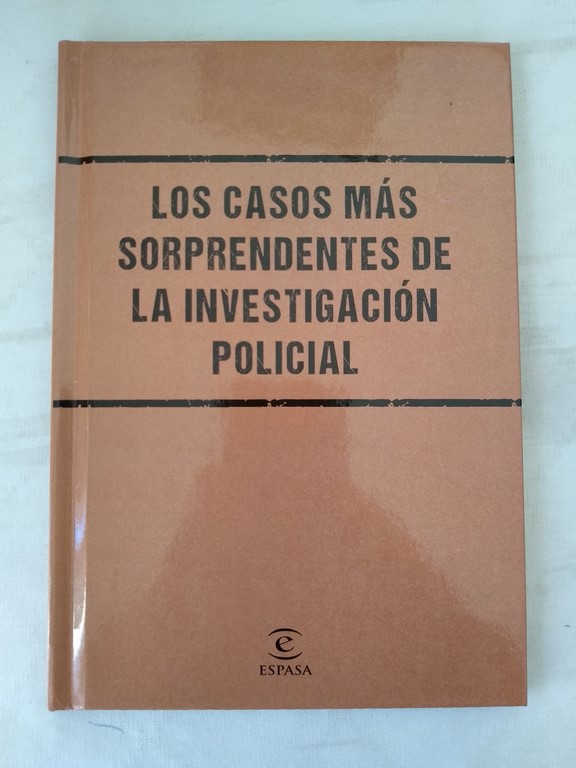 LOS CASOS MÁS
SORPRENDENTES DE
LA INVESTIGACIÓN
POLICIAL
e
ESPASA